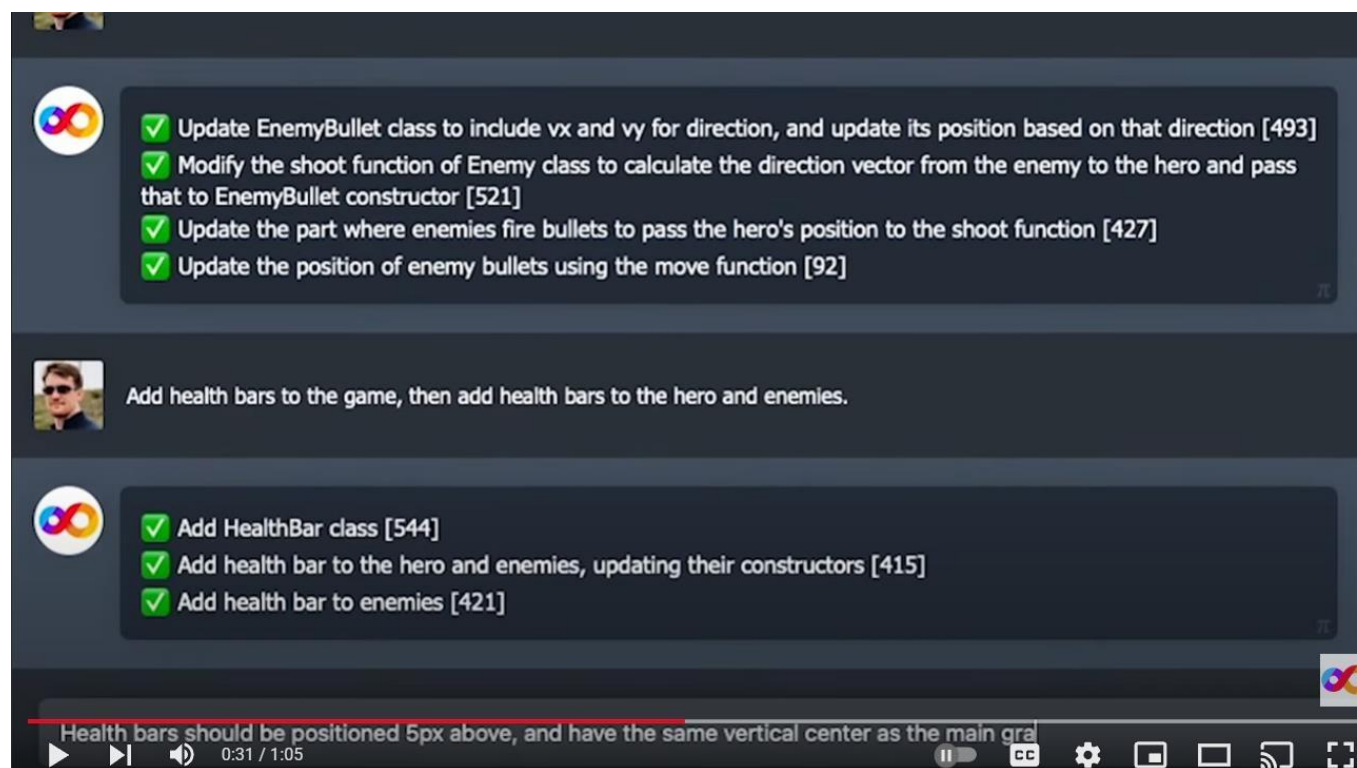 ✅ Update EnemyBullet class to include vx and vy for direction, and update its position based on that direction [493]
✅ Modify the shoot function of Enemy class to calculate the direction vector from the enemy to the hero and pass
that to EnemyBullet constructor [521]
✅ Update the part where enemies fire bullets to pass the hero's position to the shoot function [427]
✅ Update the position of enemy bullets using the move function [92]
π
Add health bars to the game, then add health bars to the hero and enemies.
✅ Add HealthBar class [544]
✅ Add health bar to the hero and enemies, updating their constructors [415]
✅ Add health bar to enemies [421]
π
Health bars should be positioned 5px above, and have the same vertical center as the main gra
0:31 / 1:05
CC